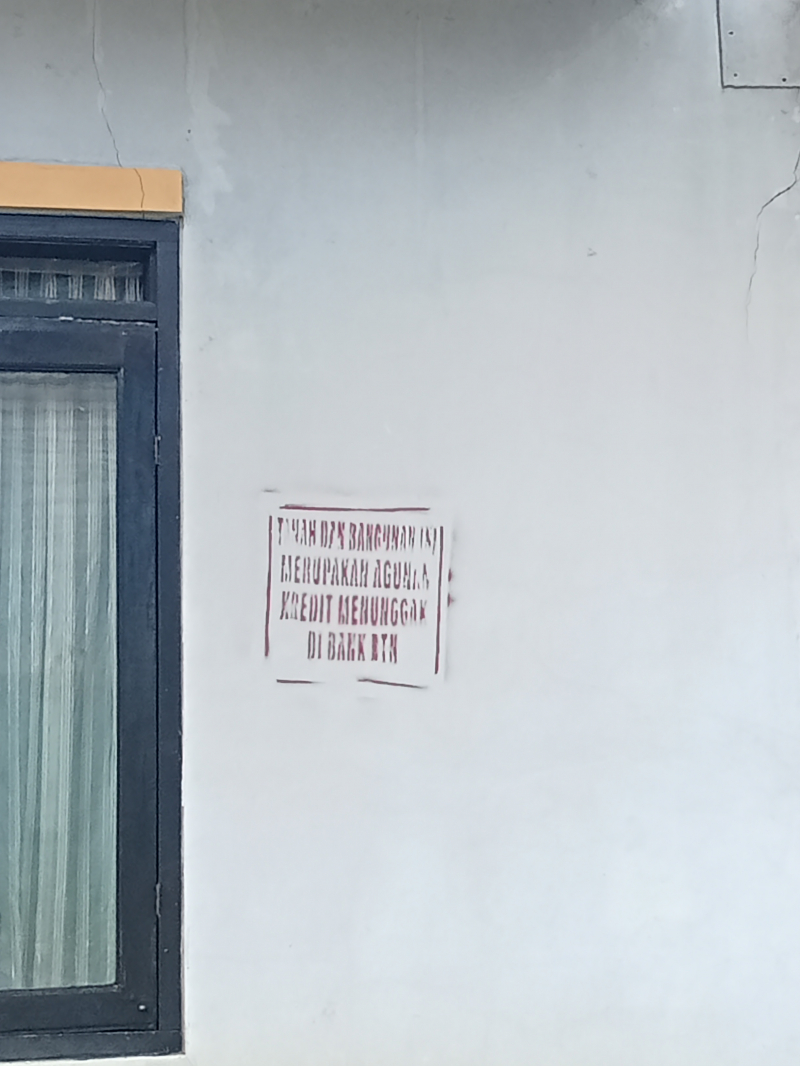 TANAH DAN BANGUNAN INI
MERUPAKAN AGUNAN
KREDIT MENUNGGAK
DI BANK BTN